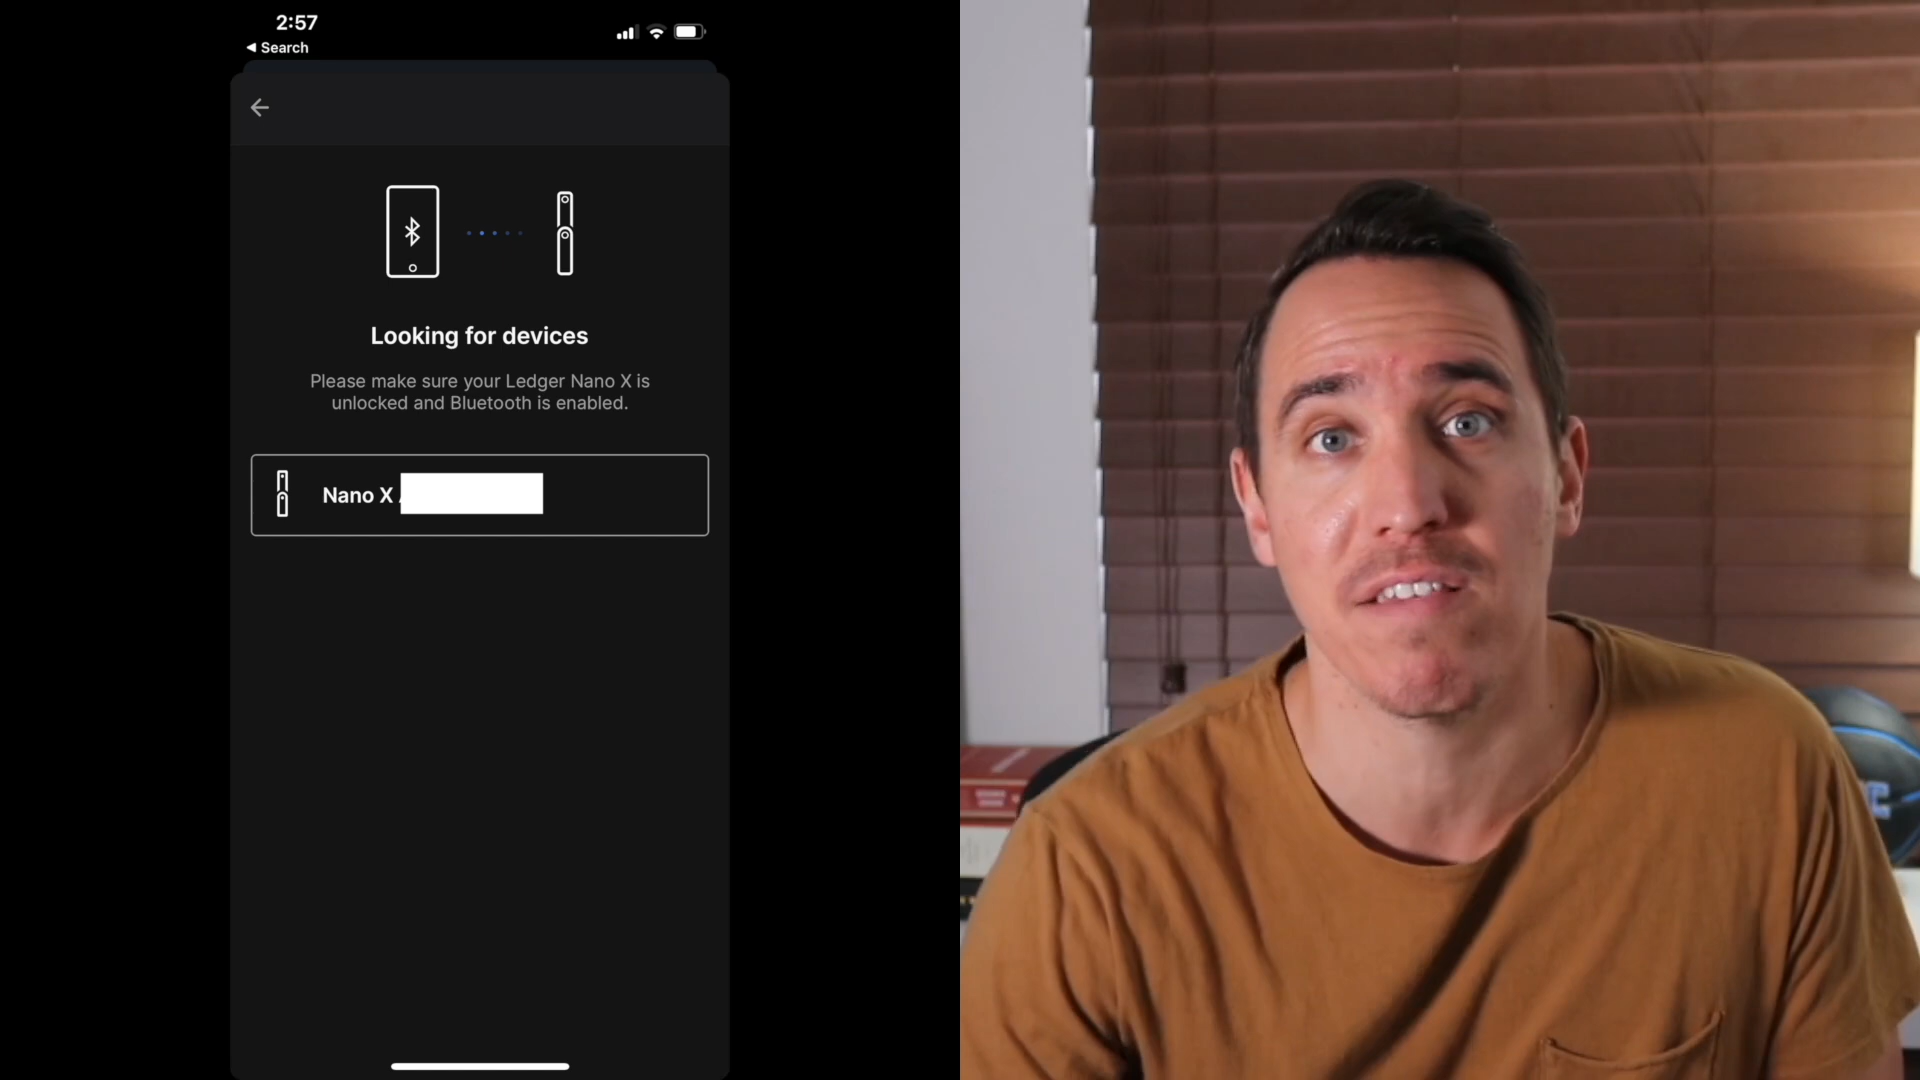 2:57
Search
Looking for devices
Please make sure your Ledger Nano X is
unlocked and Bluetooth is enabled.
Nano X